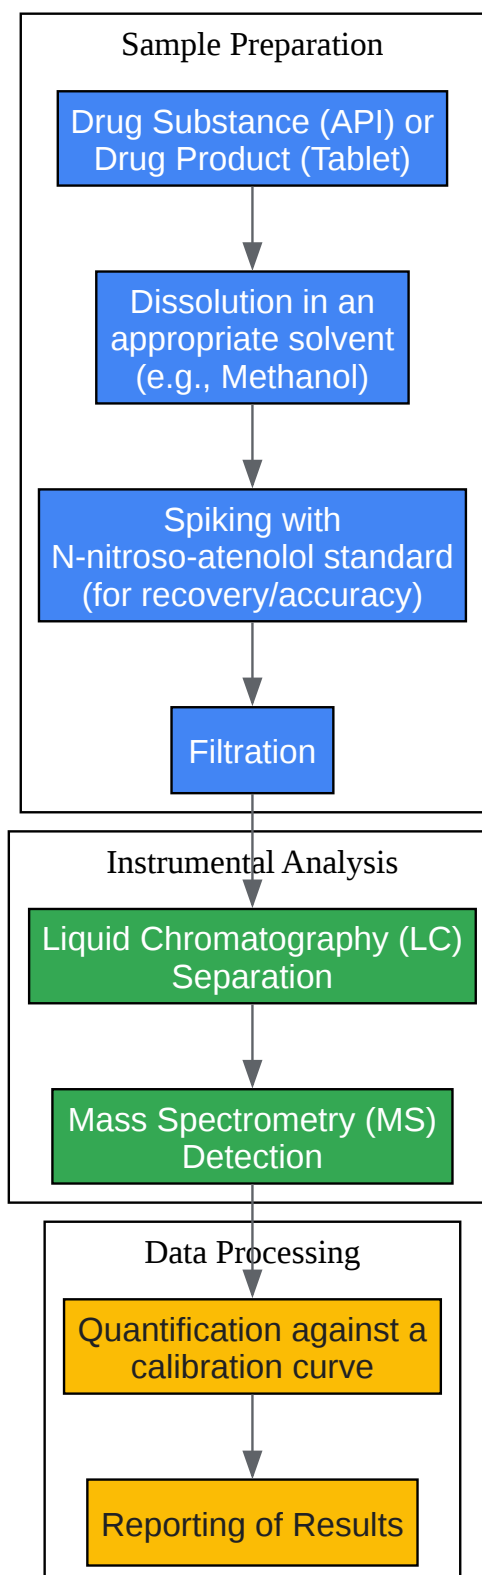 Sample Preparation
Drug Substance (API) or
Drug Product (Tablet)
Dissolution in an
appropriate solvent
(e.g., Methanol)
Spiking with
N-nitroso-atenolol standard
(for recovery/accuracy)
Filtration
Instrumental Analysis
Liquid Chromatography (LC)
Separation
Mass Spectrometry (MS)
Detection
Data Processing
Quantification against a
calibration curve
Reporting of Results